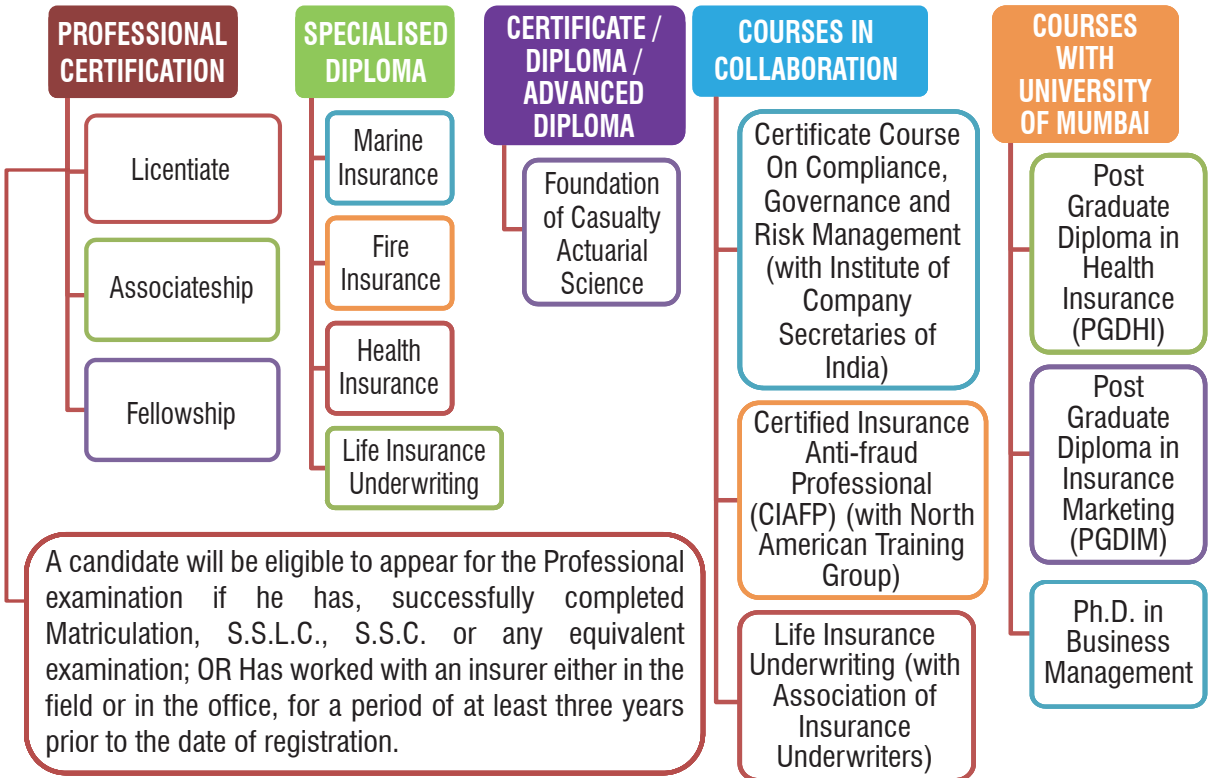 PROFESSIONAL
CERTIFICATION
Licentiate
Associateship
Fellowship
A candidate will be eligible to appear for the Professional
examination if he has, successfully completed
Matriculation, S.S.L.C., S.S.C. or any equivalent
examination; OR Has worked with an insurer either in the
field or in the office, for a period of at least three years
prior to the date of registration.
SPECIALISED
DIPLOMA
Marine
Insurance
Fire
Insurance
Health
Insurance
Life Insurance
Underwriting
CERTIFICATE /
DIPLOMA /
ADVANCED
DIPLOMA
Foundation
of Casualty
Actuarial
Science
COURSES IN
COLLABORATION
Certificate Course
On Compliance,
Governance and
Risk Management
(with Institute of
Company
Secretaries of
India)
Certified Insurance
Anti-fraud
Professional
(CIAFP) (with North
American Training
Group)
Life Insurance
Underwriting (with
Association of
Insurance
Underwriters)
COURSES
WITH
UNIVERSITY
OF MUMBAI
Post
Graduate
Diploma in
Health
Insurance
(PGDHI)
Post
Graduate
Diploma in
Insurance
Marketing
(PGDIM)
Ph.D. in
Business
Management